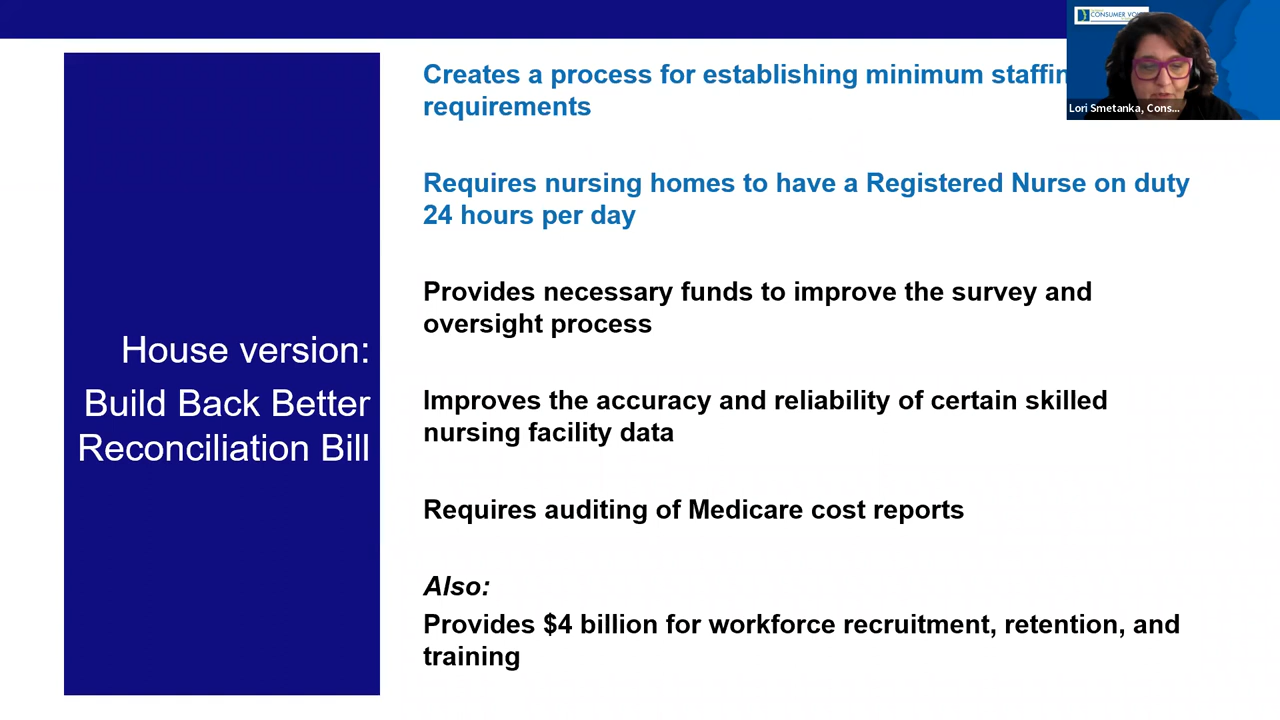 House version:
Build Back Better
Reconciliation Bill
Creates a process for establishing minimum
requirements
Requires nursing homes to have a Registered Nurse on duty
24 hours per day
Provides necessary funds to improve the survey and
oversight process
Improves the accuracy and reliability of certain skilled
nursing facility data
Requires auditing of Medicare cost reports
Also:
Provides $4 billion for workforce recruitment, retention, and
training
CONSUMER
Lori Smetanka, Cons...